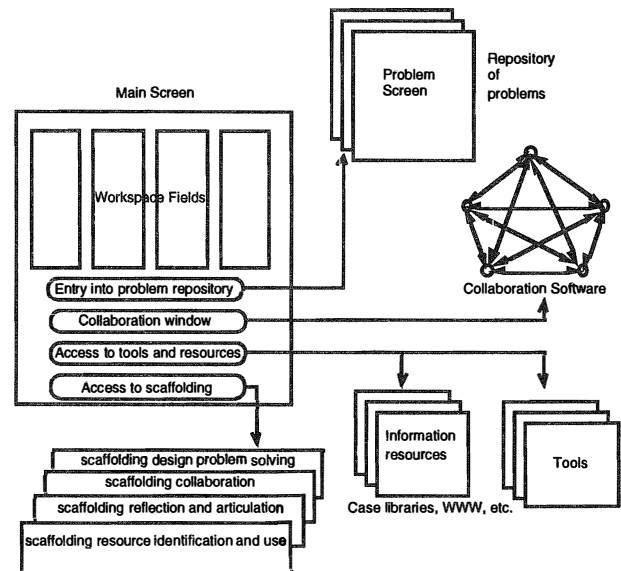 Main Screen
Workspace Fields
Entry into problem repository
Collaboration window
Access to tools and resources
Access to scaffolding
Problem
Screen
Repository
of
problems
Collaboration Software
Information
resources
Tools
Case libraries, WWW, etc.
scaffolding design problem solving
scaffolding collaboration
scaffolding reflection and articulation
scaffolding resource identification and use